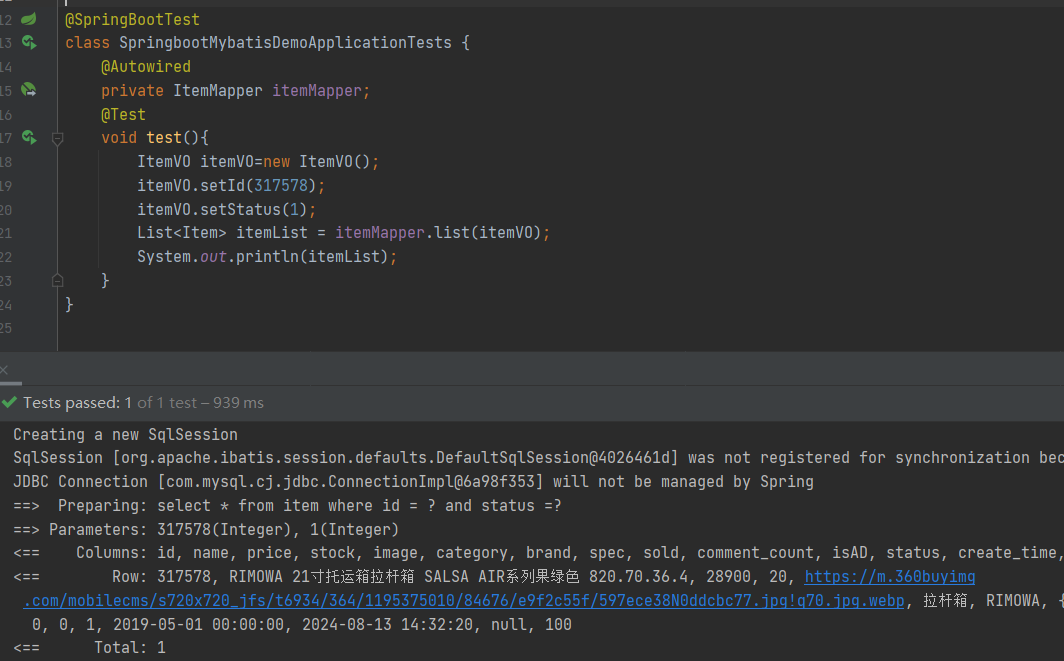 12 @SpringBootTest
13 class SpringbootMybatisDemoApplicationTests {
14 @Autowired
15 private ItemMapper itemMapper;
16 @Test
17 void test(){
18 ItemVO itemVO=new ItemVO();
19 itemVO.setId(317578);
20 itemVO.setStatus(1);
21 List<Item> itemList = itemMapper.list(itemVO);
22 System.out.println(itemList);
23 }
24 }
25
Tests passed: 1 of 1 test – 939 ms
Creating a new SqlSession
SqlSession [org.apache.ibatis.session.defaults.DefaultSqlSession@4026461d] was not registered for synchronization bec
JDBC Connection [com.mysql.cj.jdbc.ConnectionImpl@6a98f353] will not be managed by Spring
==>  Preparing: select * from item where id = ? and status =?
==> Parameters: 317578(Integer), 1(Integer)
<==    Columns: id, name, price, stock, image, category, brand, spec, sold, comment_count, isAD, status, create_time,
<==        Row: 317578, RIMOWA 21寸托运箱拉杆箱 SALSA AIR系列果绿色 820.70.36.4, 28900, 20, https://m.360buyimg
.com/mobilecms/s720x720_jfs/t6934/364/1195375010/84676/e9f2c55f/597ece38N0ddcbc77.jpg!q70.jpg.webp, 拉杆箱, RIMOWA, {
0, 0, 1, 2019-05-01 00:00:00, 2024-08-13 14:32:20, null, 100
<==      Total: 1